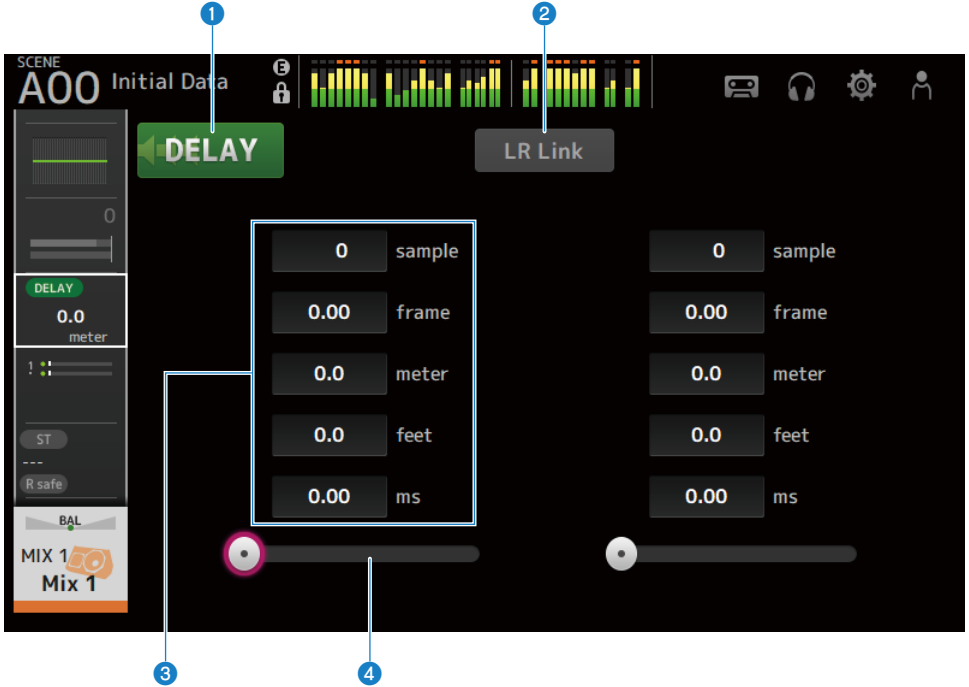 1 2
SCENE
A00 Initial Data E
DELAY LR Link
0
DELAY
0.0
meter
!
ST
---
R safe
BAL
MIX 1
Mix 1
0 sample
0.00 frame
0.0 meter
0.0 feet
0.00 ms
0 sample
0.00 frame
0.0 meter
0.0 feet
0.00 ms
3 4